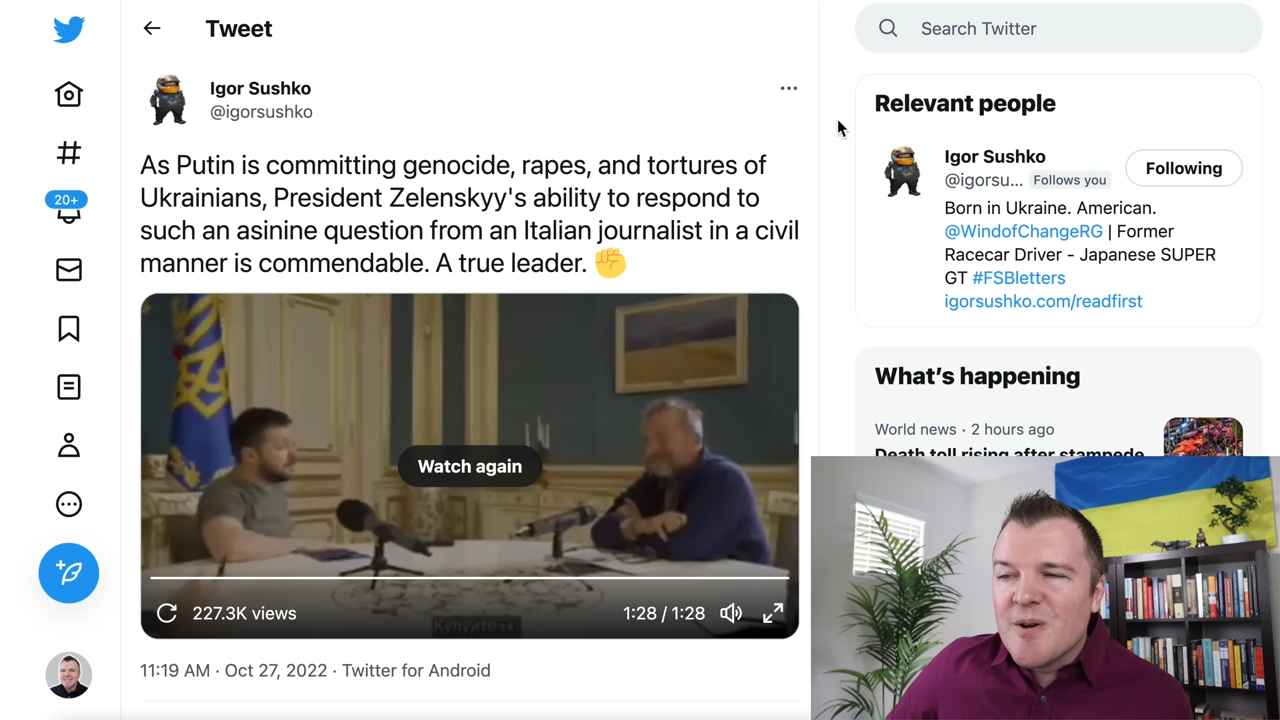 Tweet
Search Twitter
Igor Sushko
@igorsushko
As Putin is committing genocide, rapes, and tortures of
Ukrainians, President Zelenskyy's ability to respond to
such an asinine question from an Italian journalist in a civil
manner is commendable. A true leader. ✊
Watch again
227.3K views
1:28 / 1:28
Купуите
11:19 AM · Oct 27, 2022 · Twitter for Android
20+
Relevant people
Igor Sushko
@igorsu... Follows you
Following
Born in Ukraine. American.
@WindofChangeRG | Former
Racecar Driver - Japanese SUPER
GT #FSBletters
igorsushko.com/readfirst
What's happening
World news · 2 hours ago
Death toll rising after stampede